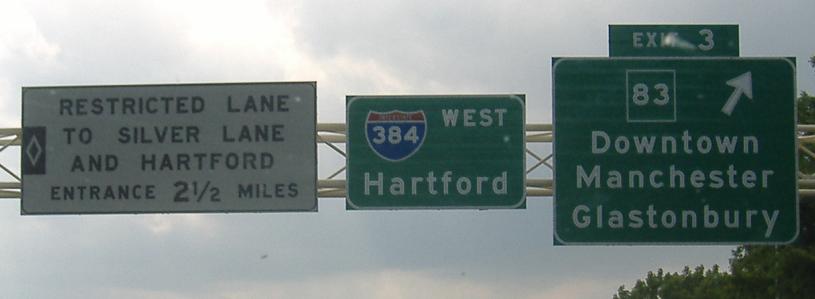 RESTRICTED LANE
TO SILVER LANE
AND HARTFORD
ENTRANCE 2½ MILES
INTERSTATE
384
WEST
Hartford
EXIT 3
83
Downtown
Manchester
Glastonbury